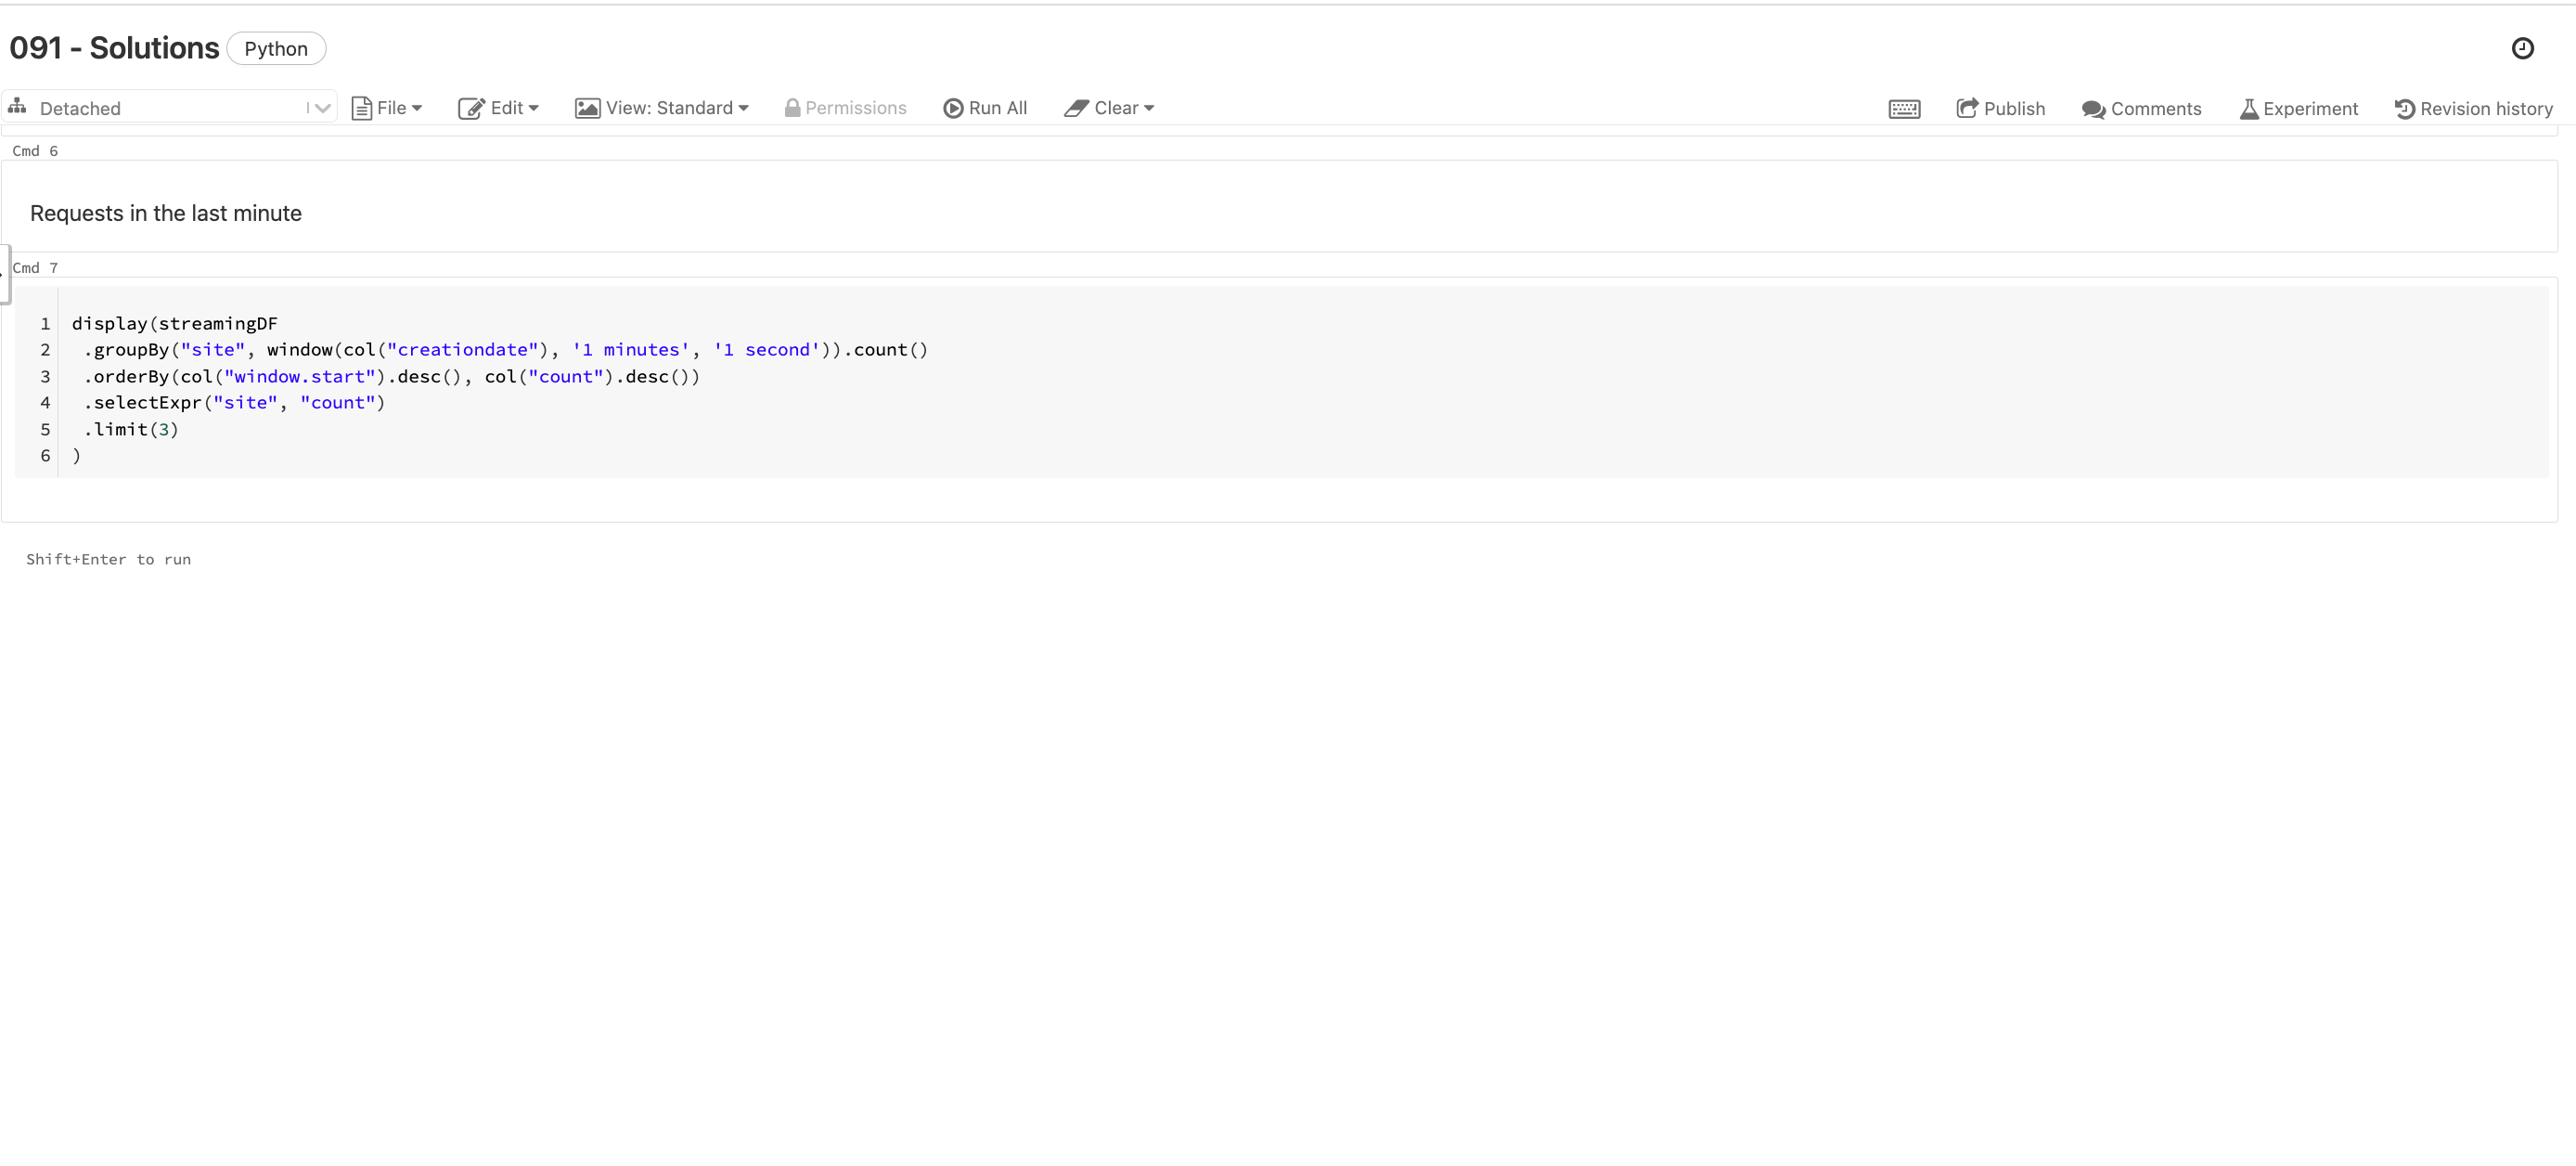 091 - Solutions Python
Detached File Edit View: Standard Permissions Run All Clear Publish Comments Experiment Revision history
Cmd 6
Requests in the last minute
Cmd 7
1 display(streamingDF
2 .groupBy("site", window(col("creationdate"), '1 minutes', '1 second')).count()
3 .orderBy(col("window.start").desc(), col("count").desc())
4 .selectExpr("site", "count")
5 .limit(3)
6 )
Shift+Enter to run